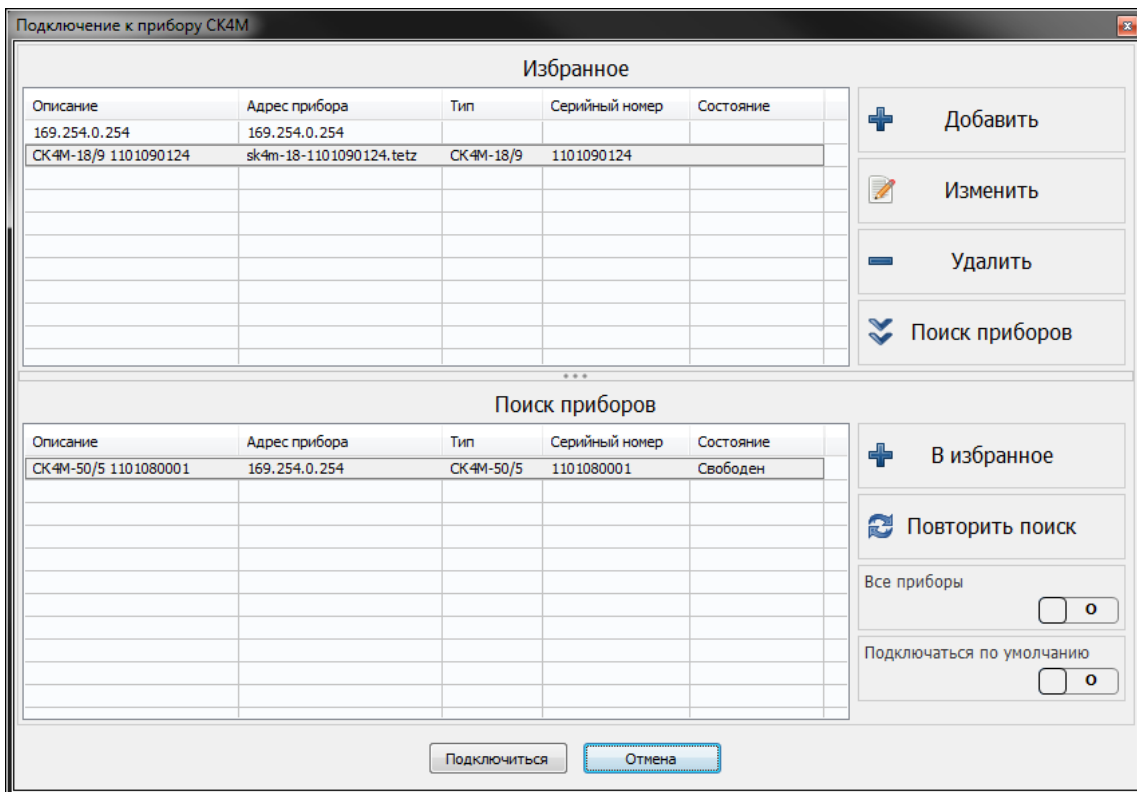 Подключение к прибору СК4М
Избранное
Описание Адрес прибора Тип Серийный номер Состояние
169.254.0.254 169.254.0.254
СК4М-18/9 1101090124 sk4m-18-1101090124.tetz СК4М-18/9 1101090124
Добавить
Изменить
Удалить
Поиск приборов
Поиск приборов
Описание Адрес прибора Тип Серийный номер Состояние
СК4М-50/5 1101080001 169.254.0.254 СК4М-50/5 1101080001 Свободен
В избранное
Повторить поиск
Все приборы
О
Подключаться по умолчанию
О
Подключиться Отмена